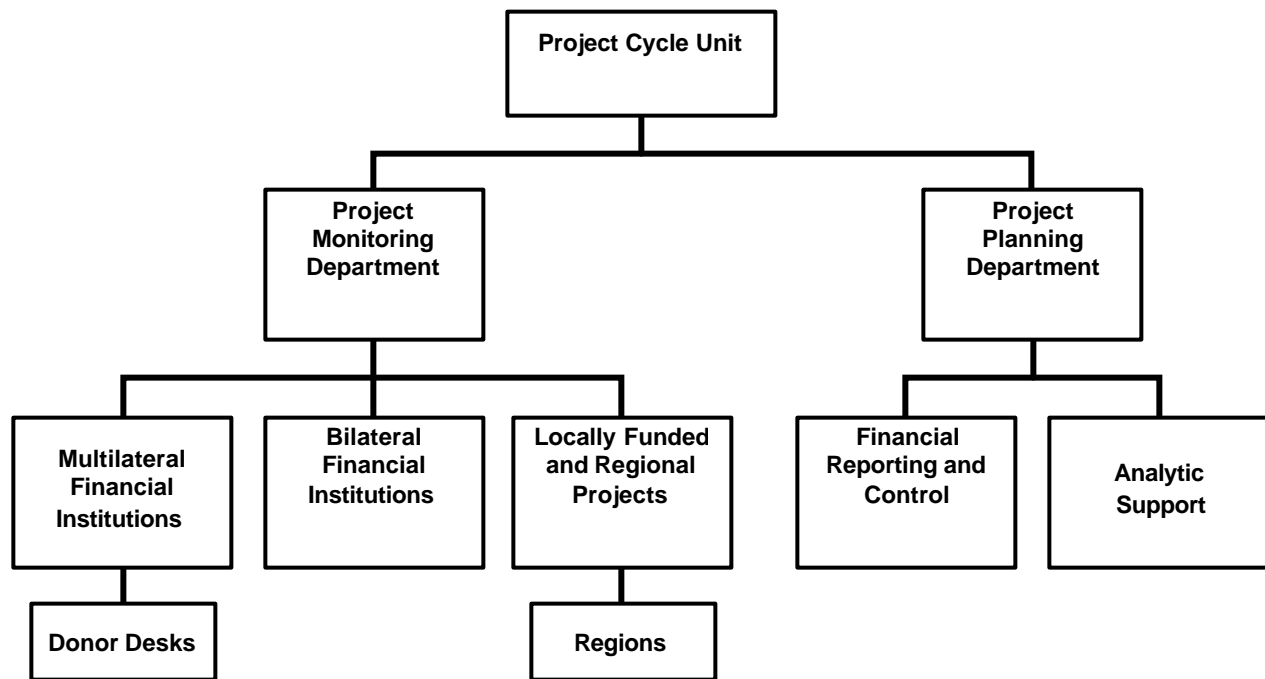 Project Cycle Unit
Project
Monitoring
Department
Project
Planning
Department
Multilateral
Financial
Institutions
Bilateral
Financial
Institutions
Locally Funded
and Regional
Projects
Financial
Reporting and
Control
Analytic
Support
Donor Desks
Regions